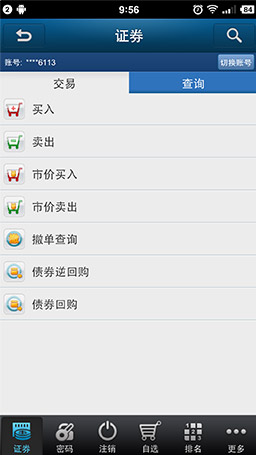 2 9:56 84
证券
账号: ****6113 切换账号
交易 查询
买入
卖出
市价买入
市价卖出
撤单查询
债券逆回购
债券回购
证券 密码 注销 自选 排名 更多